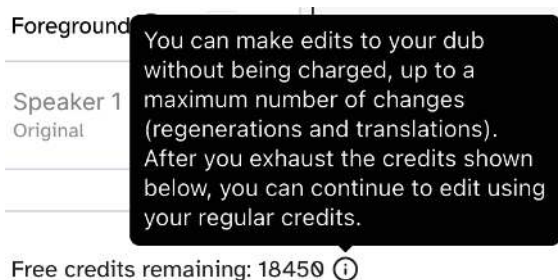 Foreground
You can make edits to your dub
without being charged, up to a
maximum number of changes
(regenerations and translations).
After you exhaust the credits shown
below, you can continue to edit using
your regular credits.
Speaker 1
Original
Free credits remaining: 18450